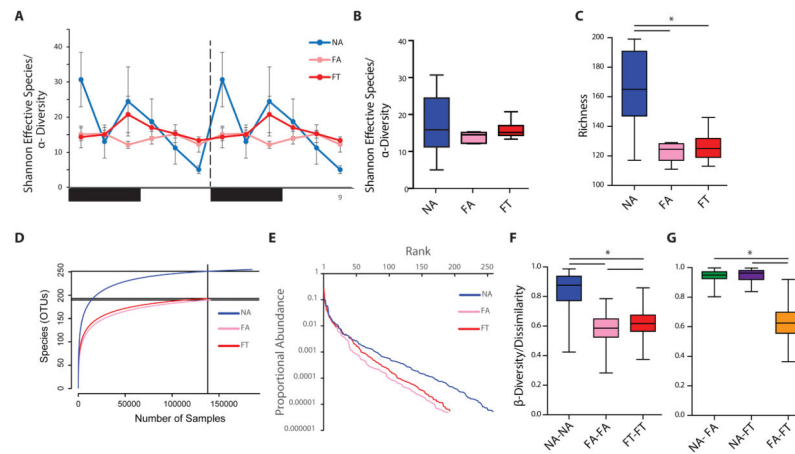 A
Shannon Effective Species/
α- Diversity
40
30
20
15
10
5
0
NA
FA
FT
9
B
Shannon Effective Species/
α-Diversity
40
30
20
10
0
NA
FA
FT
C
Richness
200
180
160
140
120
100
*
NA
FA
FT
D
Species (OTUs)
250
200
150
100
50
0
NA
FA
FT
0
50000
100000
150000
Number of Samples
E
Rank
50
100
150
200
250
Proportional Abundance
1
0.1
0.01
0.001
0.0001
0.00001
0.000001
NA
FA
FT
F
β-Diversity/Dissimilarity
1.0
0.8
0.6
0.4
0.2
0.0
*
NA-NA
FA-FA
FT-FT
G
1.0
0.8
0.6
0.4
0.2
0.0
*
NA-FA
NA-FT
FA-FT